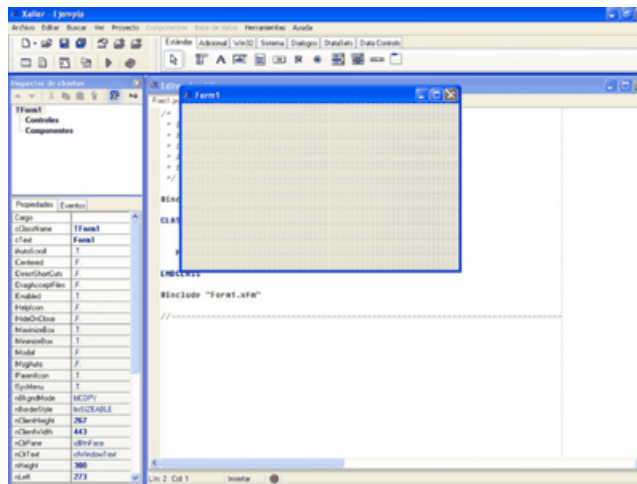 Xailer - Ejemplo
Archivo Editar Buscar Ver Proyecto Componentes Base de Datos Herramientas Ayuda
Estándar Adicional Win32 Sistema Dialogos DataSets Data Controls
Inspector de objetos
TForm1
Controles
Componentes
Propiedades Eventos
Cargo
cClassName TForm1
cText Form1
lAutoScroll .T.
lCentered .F.
lDirectShortCuts .F.
lDragAcceptFiles .F.
lEnabled .T.
lHelpIcon .F.
lHideOnClose .F.
lMaximizeBox .T.
lMinimizeBox .T.
lModal .F.
lParentIcon .T.
lSysMenu .T.
nBkgndMode bkCOPY
nBorderStyle bsSIZEABLE
nClientHeight 267
nClientWidth 443
nClrPane clBtnFace
nClrText clWindowText
nHeight 300
nLeft 273
Form1
/*
*/
CLAS
ENDCLASS
#include "Form1.xfm"
//
Lin: 2 Col: 1 Insertar